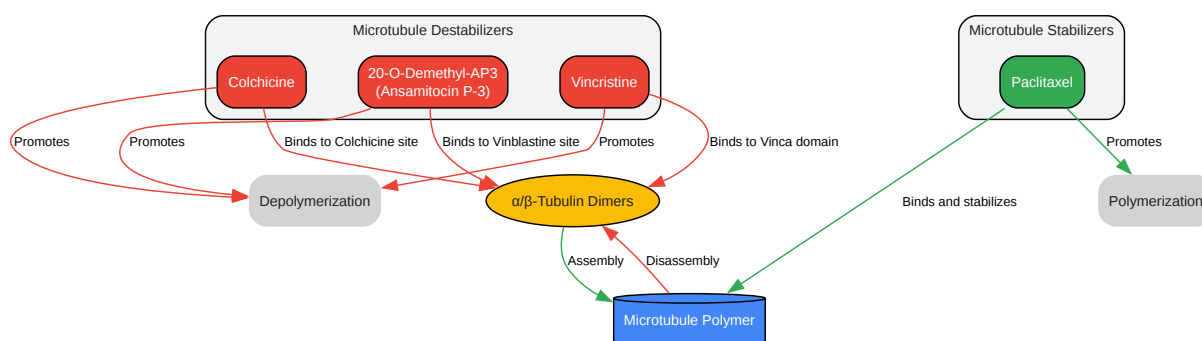 Microtubule Destabilizers
Microtubule Stabilizers
Colchicine
20-O-Demethyl-AP3
(Ansamitocin P-3)
Vincristine
Paclitaxel
Promotes
Promotes
Binds to Colchicine site
Binds to Vinblastine site
Promotes
Binds to Vinca domain
Promotes
Depolymerization
α/β-Tubulin Dimers
Binds and stabilizes
Polymerization
Assembly
Disassembly
Microtubule Polymer